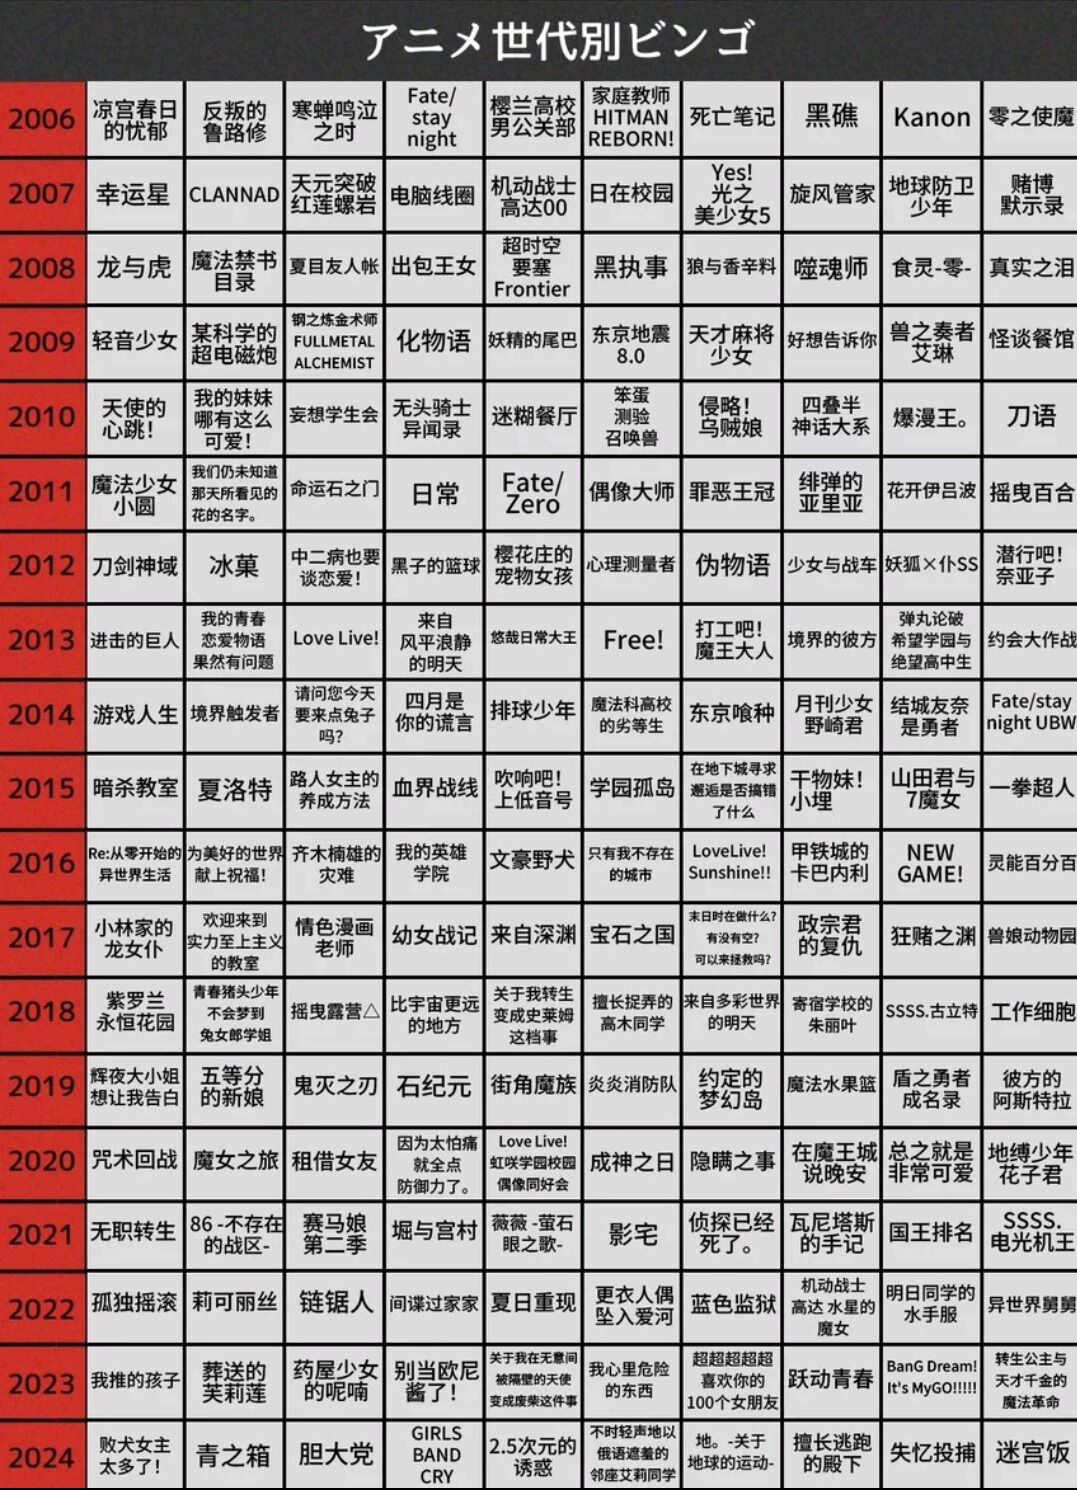 アニメ世代別ビンゴ
2006
凉宫春日
的忧郁
反叛的
鲁路修
寒蝉鸣泣
之时
Fate/
stay
night
樱兰高校
男公关部
家庭教师
HITMAN
REBORN!
死亡笔记
黑礁
Kanon
零之使魔
2007
幸运星
CLANNAD
天元突破
红莲螺岩
电脑线圈
机动战士
高达00
日在校园
Yes!
光之
美少女5
旋风管家
地球防卫
少年
赌博
默示录
2008
龙与虎
魔法禁书
目录
夏目友人帐
出包王女
超时空
要塞
Frontier
黑执事
狼与香辛料
噬魂师
食灵-零-
真实之泪
2009
轻音少女
某科学的
超电磁炮
钢之炼金术师
FULLMETAL
ALCHEMIST
化物语
妖精的尾巴
东京地震
8.0
天才麻将
少女
好想告诉你
兽之奏者
艾琳
怪谈餐馆
2010
天使的
心跳！
我的妹妹
哪有这么
可爱！
妄想学生会
无头骑士
异闻录
迷糊餐厅
笨蛋
测验
召唤兽
侵略！
乌贼娘
四叠半
神话大系
爆漫王。
刀语
2011
魔法少女
小圆
我们仍未知道
那天所看见的
花的名字。
命运石之门
日常
Fate/
Zero
偶像大师
罪恶王冠
绯弹的
亚里亚
花开伊吕波
摇曳百合
2012
刀剑神域
冰菓
中二病也要
谈恋爱！
黑子的篮球
樱花庄的
宠物女孩
心理测量者
伪物语
少女与战车
妖狐×仆SS
潜行吧！
奈亚子
2013
进击的巨人
我的青春
恋爱物语
果然有问题
Love Live!
来自
风平浪静
的明天
悠哉日常大王
Free!
打工吧！
魔王大人
境界的彼方
弹丸论破
希望学园与
绝望高中生
约会大作战
2014
游戏人生
境界触发者
请问您今天
要来点兔子
吗？
四月是
你的谎言
排球少年
魔法科高校
的劣等生
东京喰种
月刊少女
野崎君
结城友奈
是勇者
Fate/stay
night UBW
2015
暗杀教室
夏洛特
路人女主的
养成方法
血界战线
吹响吧！
上低音号
学园孤岛
在地下城寻求
邂逅是否搞错
了什么
干物妹！
小埋
山田君与
7魔女
一拳超人
2016
Re:从零开始的
异世界生活
为美好的世界
献上祝福！
齐木楠雄的
灾难
我的英雄
学院
文豪野犬
只有我不存在
的城市
LoveLive!
Sunshine!!
甲铁城的
卡巴内利
NEW
GAME!
灵能百分百
2017
小林家的
龙女仆
欢迎来到
实力至上主义
的教室
情色漫画
老师
幼女战记
来自深渊
宝石之国
末日时在做什么？
有没有空？
可以来拯救吗？
政宗君
的复仇
狂赌之渊
兽娘动物园
2018
紫罗兰
永恒花园
青春猪头少年
不会梦到
兔女郎学姐
摇曳露营△
比宇宙更远
的地方
关于我转生
变成史莱姆
这档事
擅长捉弄的
高木同学
来自多彩世界
的明天
寄宿学校的
朱丽叶
SSSS.古立特
工作细胞
2019
辉夜大小姐
想让我告白
五等分
的新娘
鬼灭之刃
石纪元
街角魔族
炎炎消防队
约定的
梦幻岛
魔法水果篮
盾之勇者
成名录
彼方的
阿斯特拉
2020
咒术回战
魔女之旅
租借女友
因为太怕痛
就全点
防御力了。
Love Live!
虹咲学园校园
偶像同好会
成神之日
隐瞒之事
在魔王城
说晚安
总之就是
非常可爱
地缚少年
花子君
2021
无职转生
86 -不存在
的战区-
赛马娘
第二季
堀与宫村
薇薇 -萤石
眼之歌-
影宅
侦探已经
死了。
瓦尼塔斯
的手记
国王排名
SSSS.
电光机王
2022
孤独摇滚
莉可丽丝
链锯人
间谍过家家
夏日重现
更衣人偶
坠入爱河
蓝色监狱
机动战士
高达 水星的
魔女
明日同学的
水手服
异世界舅舅
2023
我推的孩子
葬送的
芙莉莲
药屋少女
的呢喃
别当欧尼
酱了！
关于我在无意间
被隔壁的天使
变成废柴这件事
我心里危险
的东西
超超超超超
喜欢你的
100个女朋友
跃动青春
BanG Dream!
It's MyGO!!!!!
转生公主与
天才千金的
魔法革命
2024
败犬女主
太多了！
青之箱
胆大党
GIRLS
BAND
CRY
2.5次元的
诱惑
不时轻声地以
俄语遮羞的
邻座艾莉同学
地。-关于
地球的运动-
擅长逃跑
的殿下
失忆投捕
迷宫饭